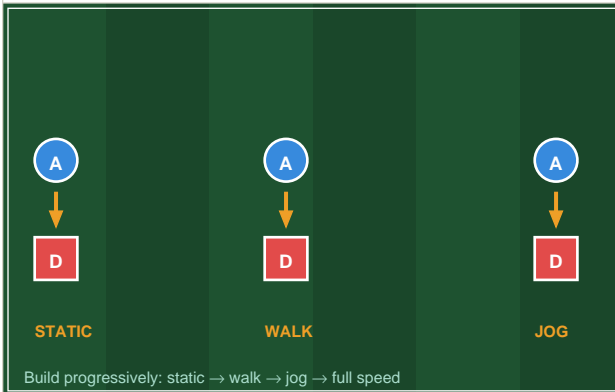 A A A
D D D
STATIC WALK JOG
Build progressively: static → walk → jog → full speed